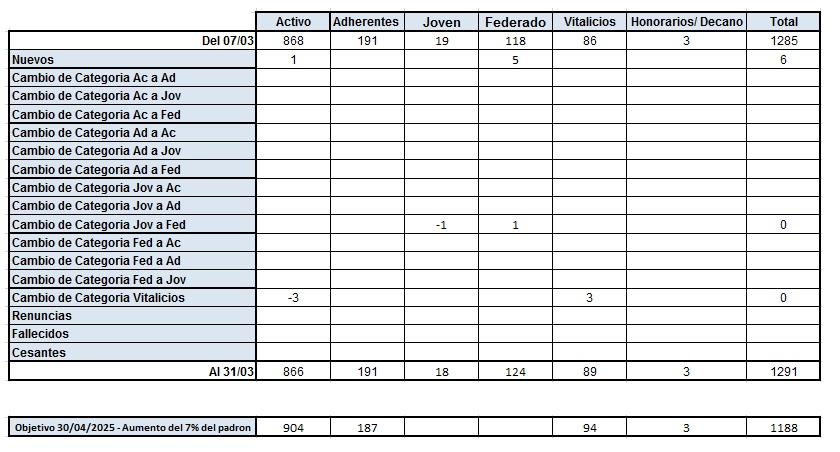 Activo Adherentes Joven Federado Vitalicios Honorarios/ Decano Total
Del 07/03 868 191 19 118 86 3 1285
Nuevos 1 5 6
Cambio de Categoria Ac a Ad
Cambio de Categoria Ac a Jov
Cambio de Categoria Ac a Fed
Cambio de Categoria Ad a Ac
Cambio de Categoria Ad a Jov
Cambio de Categoria Ad a Fed
Cambio de Categoria Jov a Ac
Cambio de Categoria Jov a Ad
Cambio de Categoria Jov a Fed -1 1 0
Cambio de Categoria Fed a Ac
Cambio de Categoria Fed a Ad
Cambio de Categoria Fed a Jov
Cambio de Categoria Vitalicios -3 3 0
Renuncias
Fallecidos
Cesantes
Al 31/03 866 191 18 124 89 3 1291
Objetivo 30/04/2025 - Aumento del 7% del padron 904 187 94 3 1188